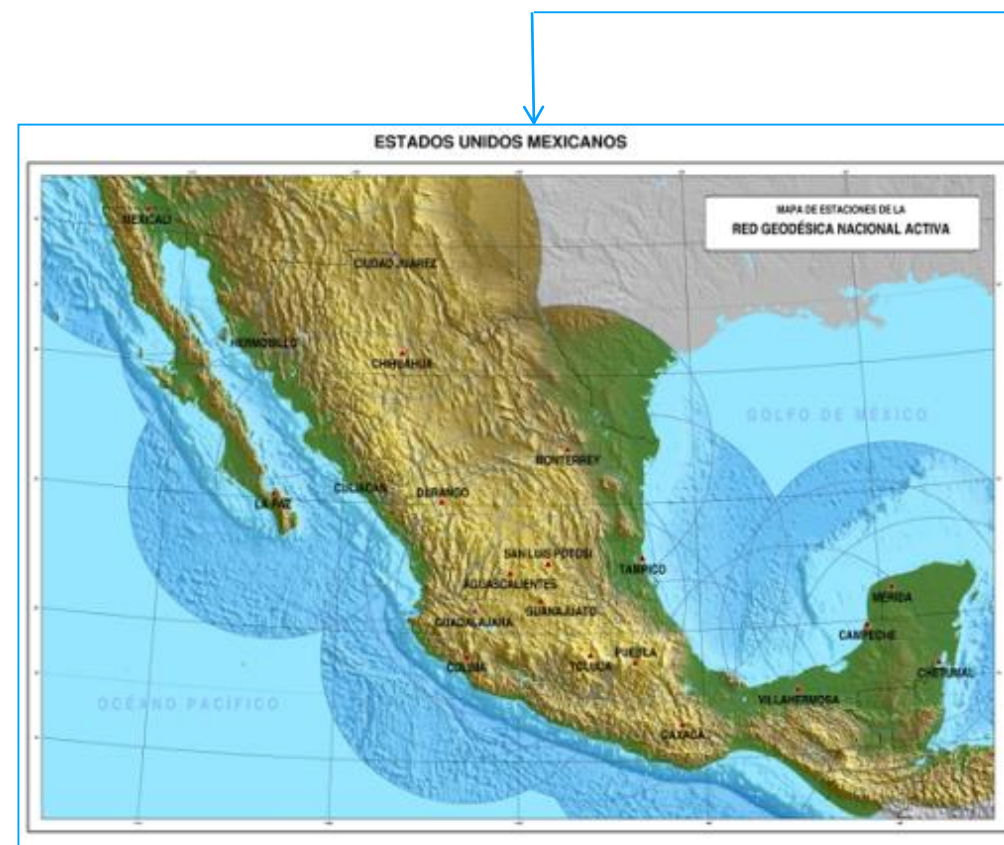 ESTADOS UNIDOS MEXICANOS
MAPA DE ESTACIONES DE LA
RED GEODÉSICA NACIONAL ACTIVA
MEXICALI
CIUDAD JUÁREZ
HERMOSILLO
CHIHUAHUA
GOLFO DE MÉXICO
MONTERREY
CULIACÁN
DURANGO
LA PAZ
SAN LUIS POTOSÍ
TAMPICO
AGUASCALIENTES
MÉRIDA
GUANAJUATO
GUADALAJARA
CAMPECHE
PUEBLA
COLIMA
TOLUCA
CHETUMAL
VILLAHERMOSA
OCÉANO PACÍFICO
OAXACA